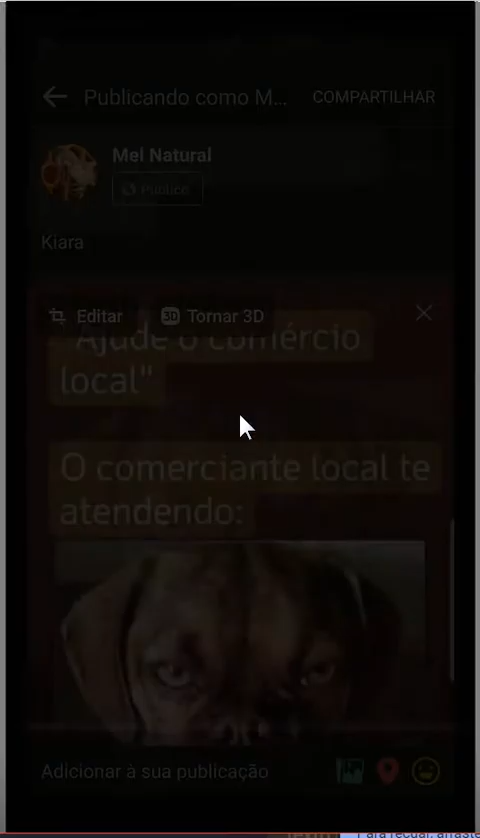 Publicando como M... COMPARTILHAR
Mel Natural
Público
Kiara
Editar 3D Tornar 3D
"Ajude o comércio
local"
O comerciante local te
atendendo:
Adicionar à sua publicação